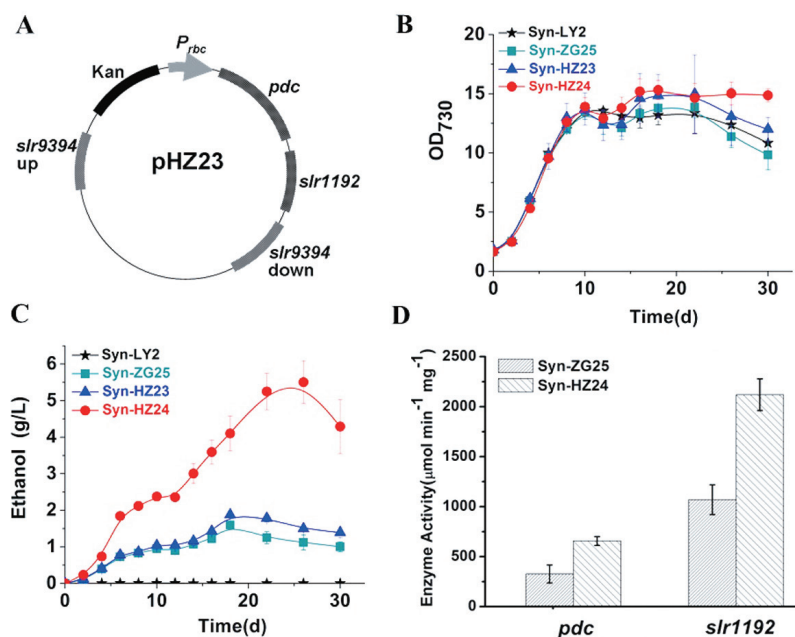 A
P_rbc
Kan
pdc
slr9394
up
pHZ23
slr1192
slr9394
down
B
Syn-LY2
Syn-ZG25
Syn-HZ23
Syn-HZ24
20
15
10
5
0
OD730
0 10 20 30
Time(d)
C
Syn-LY2
Syn-ZG25
Syn-HZ23
Syn-HZ24
6
5
4
3
2
1
0
Ethanol (g/L)
0 10 20 30
Time(d)
D
Syn-ZG25
Syn-HZ24
2500
2000
1500
1000
500
0
Enzyme Activity(μmol min⁻¹ mg⁻¹)
pdc slr1192